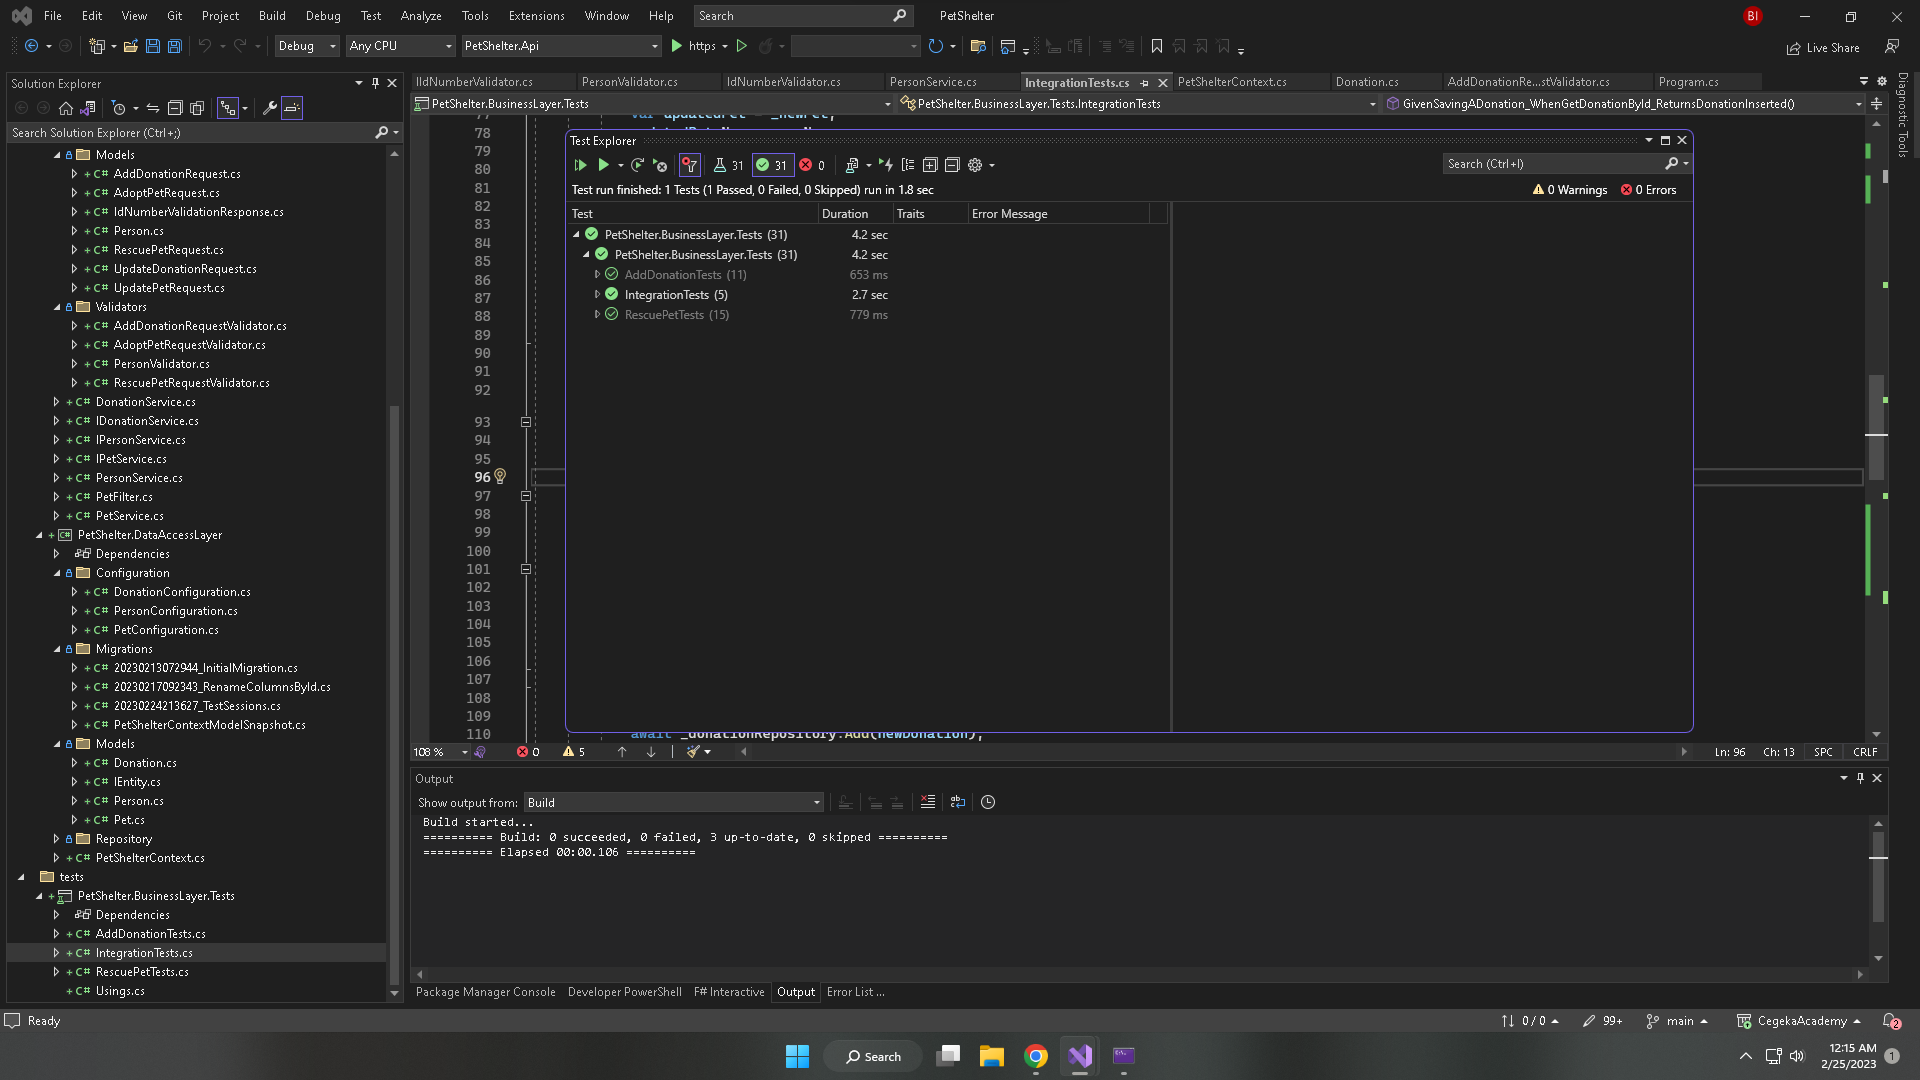 File Edit View Git Project Build Debug Test Analyze Tools Extensions Window Help Search PetShelter BI
Debug Any CPU PetShelter.Api https Live Share
Solution Explorer
Search Solution Explorer (Ctrl+;)
Models
C# AddDonationRequest.cs
C# AdoptPetRequest.cs
C# IdNumberValidationResponse.cs
C# Person.cs
C# RescuePetRequest.cs
C# UpdateDonationRequest.cs
C# UpdatePetRequest.cs
Validators
C# AddDonationRequestValidator.cs
C# AdoptPetRequestValidator.cs
C# PersonValidator.cs
C# RescuePetRequestValidator.cs
C# DonationService.cs
C# IDonationService.cs
C# IPersonService.cs
C# IPetService.cs
C# PersonService.cs
C# PetFilter.cs
C# PetService.cs
C# PetShelter.DataAccessLayer
Dependencies
Configuration
C# DonationConfiguration.cs
C# PersonConfiguration.cs
C# PetConfiguration.cs
Migrations
C# 20230213072944_InitialMigration.cs
C# 20230217092343_RenameColumnsById.cs
C# 20230224213627_TestSessions.cs
C# PetShelterContextModelSnapshot.cs
Models
C# Donation.cs
C# IEntity.cs
C# Person.cs
C# Pet.cs
Repository
C# PetShelterContext.cs
tests
PetShelter.BusinessLayer.Tests
Dependencies
C# AddDonationTests.cs
C# IntegrationTests.cs
C# RescuePetTests.cs
C# Usings.cs
IIdNumberValidator.cs PersonValidator.cs IdNumberValidator.cs PersonService.cs IntegrationTests.cs PetShelterContext.cs Donation.cs AddDonationRe...stValidator.cs Program.cs
PetShelter.BusinessLayer.Tests PetShelter.BusinessLayer.Tests.IntegrationTests GivenSavingADonation_WhenGetDonationById_ReturnsDonationInserted()
77
78
79
80
81
82
83
84
85
86
87
88
89
90
91
92
93
94
95
96
97
98
99
100
101
102
103
104
105
106
107
108
109
110 await _donationRepository.Add(newDonation);
Test Explorer
31 31 0 Search (Ctrl+I)
Test run finished: 1 Tests (1 Passed, 0 Failed, 0 Skipped) run in 1.8 sec 0 Warnings 0 Errors
Test Duration Traits Error Message
PetShelter.BusinessLayer.Tests (31) 4.2 sec
PetShelter.BusinessLayer.Tests (31) 4.2 sec
AddDonationTests (11) 653 ms
IntegrationTests (5) 2.7 sec
RescuePetTests (15) 779 ms
108 % 0 5 Ln: 96 Ch: 13 SPC CRLF
Output
Show output from: Build
Build started...
========== Build: 0 succeeded, 0 failed, 3 up-to-date, 0 skipped ==========
========== Elapsed 00:00.106 ==========
Package Manager Console Developer PowerShell F# Interactive Output Error List ...
Diagnostic Tools
Ready 0 / 0 99+ main CegekaAcademy 2
Search 12:15 AM
2/25/2023 1